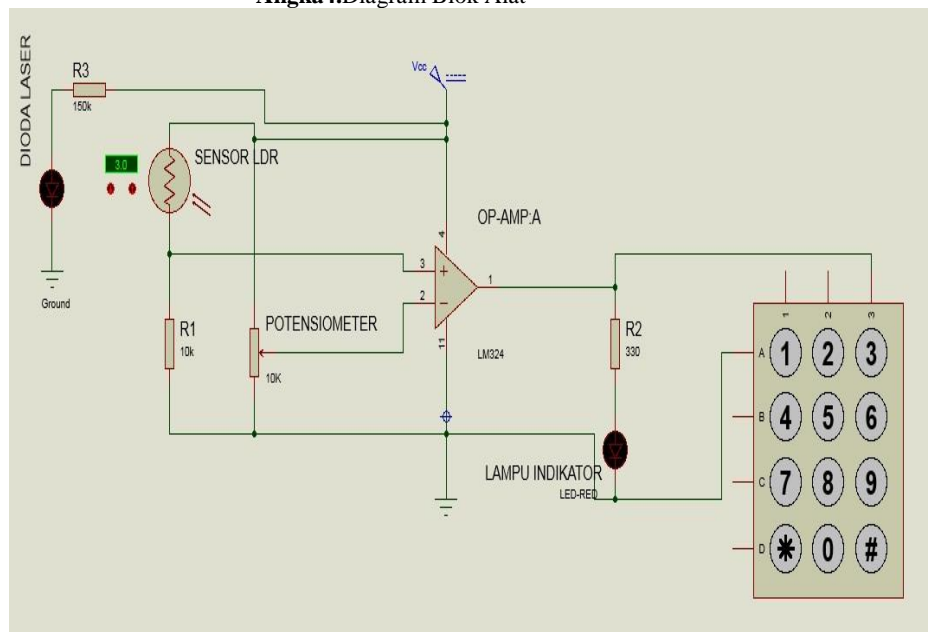 Angka4.Diagram Blok Alat
DIODA LASER
R3
150k
Vcc
3.0
SENSOR LDR
OP-AMP:A
4
3
2
1
11
LM324
Ground
R1
10k
POTENSIOMETER
10K
R2
330
LAMPU INDIKATOR
LED-RED
1 2 3
A 1 2 3
B 4 5 6
C 7 8 9
D * 0 #